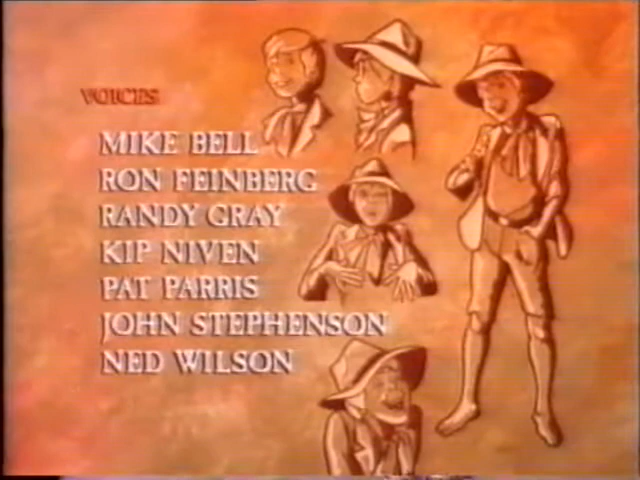 VOICES
MIKE BELL
RON FEINBERG
RANDY GRAY
KIP NIVEN
PAT PARRIS
JOHN STEPHENSON
NED WILSON